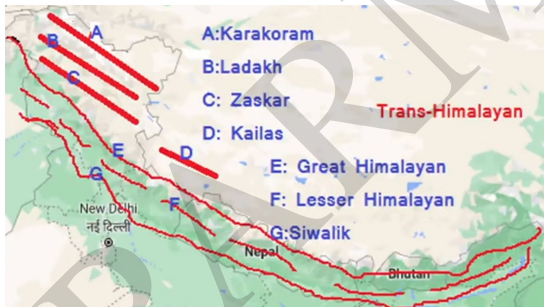 A
B
C
A:Karakoram
B:Ladakh
C: Zaskar
D: Kailas
Trans-Himalayan
D
E
E: Great Himalayan
G
F
F: Lesser Himalayan
G:Siwalik
New Delhi
नई दिल्ली
Nepal
Bhutan